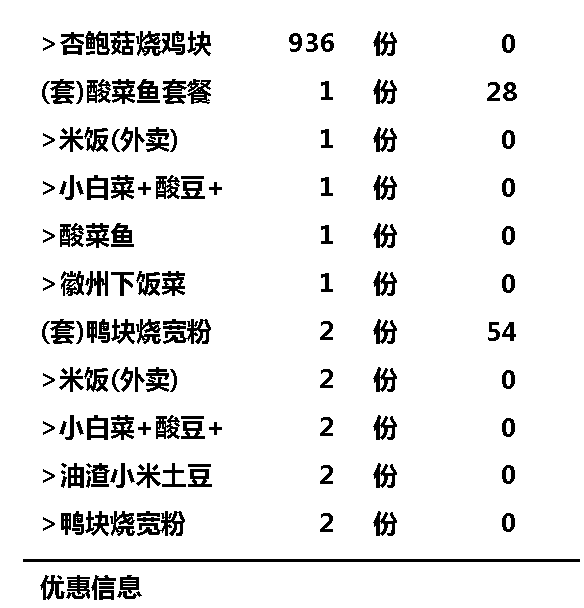 >杏鲍菇烧鸡块 936 份 0
(套)酸菜鱼套餐 1 份 28
>米饭(外卖) 1 份 0
>小白菜+酸豆+ 1 份 0
>酸菜鱼 1 份 0
>徽州下饭菜 1 份 0
(套)鸭块烧宽粉 2 份 54
>米饭(外卖) 2 份 0
>小白菜+酸豆+ 2 份 0
>油渣小米土豆 2 份 0
>鸭块烧宽粉 2 份 0
优惠信息